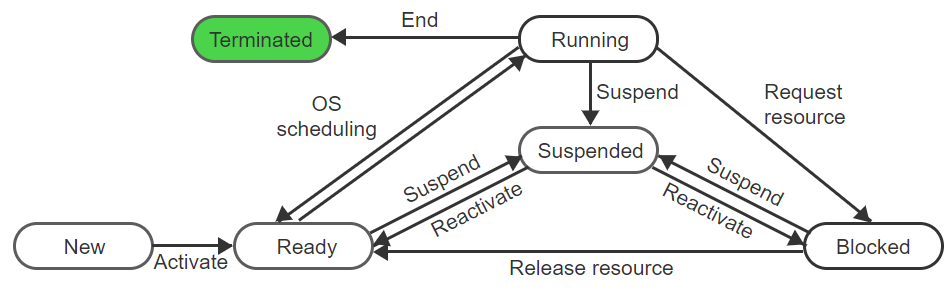 End
Terminated
Running
OS
scheduling
Suspend
Request
resource
Suspended
Suspend
Reactivate
Suspend
Reactivate
New
Activate
Ready
Blocked
Release resource